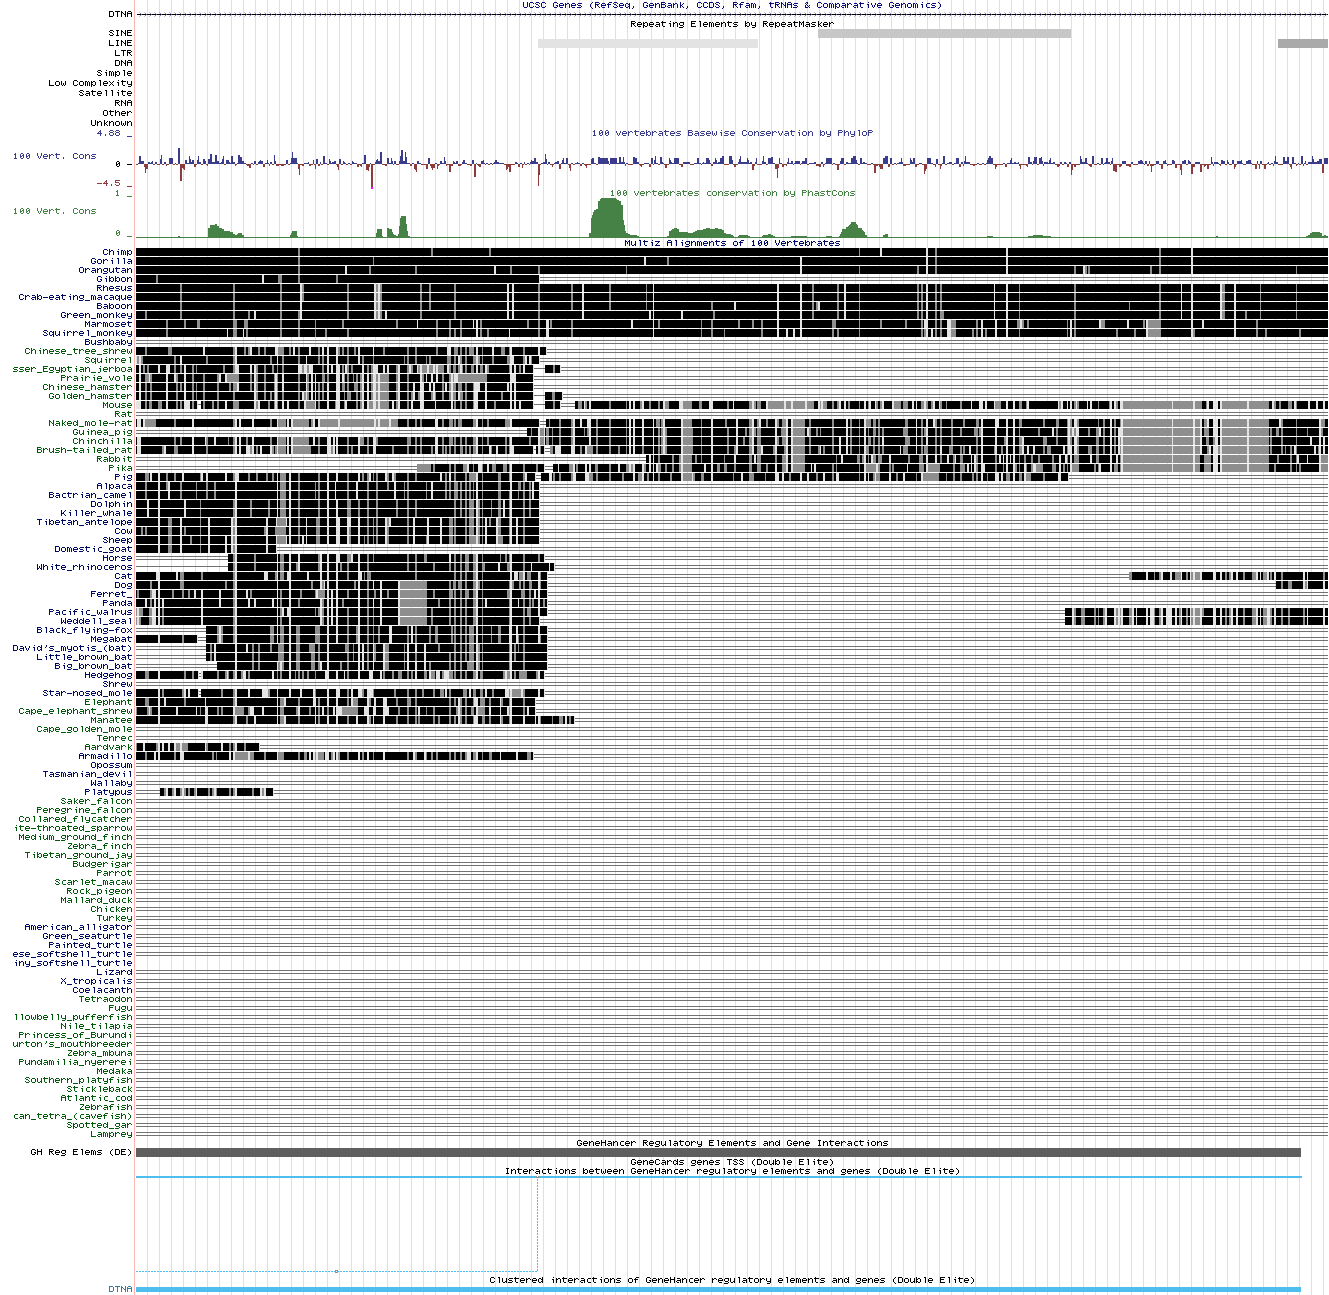 UCSC Genes (RefSeq, GenBank, CCDS, Rfam, tRNAs & Comparative Genomics)
DTNA
Repeating Elements by RepeatMasker
SINE
LINE
LTR
DNA
Simple
Low Complexity
Satellite
RNA
Other
Unknown
4.88 _
100 vertebrates Basewise Conservation by PhyloP
100 Vert. Cons
0 _
-4.5 _
1 _
100 vertebrates conservation by PhastCons
100 Vert. Cons
0 _
Multiz Alignments of 100 Vertebrates
Chimp
Gorilla
Orangutan
Gibbon
Rhesus
Crab-eating_macaque
Baboon
Green_monkey
Marmoset
Squirrel_monkey
Bushbaby
Chinese_tree_shrew
Squirrel
sser_Egyptian_jerboa
Prairie_vole
Chinese_hamster
Golden_hamster
Mouse
Rat
Naked_mole-rat
Guinea_pig
Chinchilla
Brush-tailed_rat
Rabbit
Pika
Pig
Alpaca
Bactrian_camel
Dolphin
Killer_whale
Tibetan_antelope
Cow
Sheep
Domestic_goat
Horse
White_rhinoceros
Cat
Dog
Ferret_
Panda
Pacific_walrus
Weddell_seal
Black_flying-fox
Megabat
David's_myotis_(bat)
Little_brown_bat
Big_brown_bat
Hedgehog
Shrew
Star-nosed_mole
Elephant
Cape_elephant_shrew
Manatee
Cape_golden_mole
Tenrec
Aardvark
Armadillo
Opossum
Tasmanian_devil
Wallaby
Platypus
Saker_falcon
Peregrine_falcon
Collared_flycatcher
ite-throated_sparrow
Medium_ground_finch
Zebra_finch
Tibetan_ground_jay
Budgerigar
Parrot
Scarlet_macaw
Rock_pigeon
Mallard_duck
Chicken
Turkey
American_alligator
Green_seaturtle
Painted_turtle
ese_softshell_turtle
iny_softshell_turtle
Lizard
X_tropicalis
Coelacanth
Tetraodon
Fugu
llowbelly_pufferfish
Nile_tilapia
Princess_of_Burundi
urton's_mouthbreeder
Zebra_mbuna
Pundamilia_nyererei
Medaka
Southern_platyfish
Stickleback
Atlantic_cod
Zebrafish
can_tetra_(cavefish)
Spotted_gar
Lamprey
GeneHancer Regulatory Elements and Gene Interactions
GH Reg Elems (DE)
GeneCards genes TSS (Double Elite)
Interactions between GeneHancer regulatory elements and genes (Double Elite)
Clustered interactions of GeneHancer regulatory elements and genes (Double Elite)
DTNA